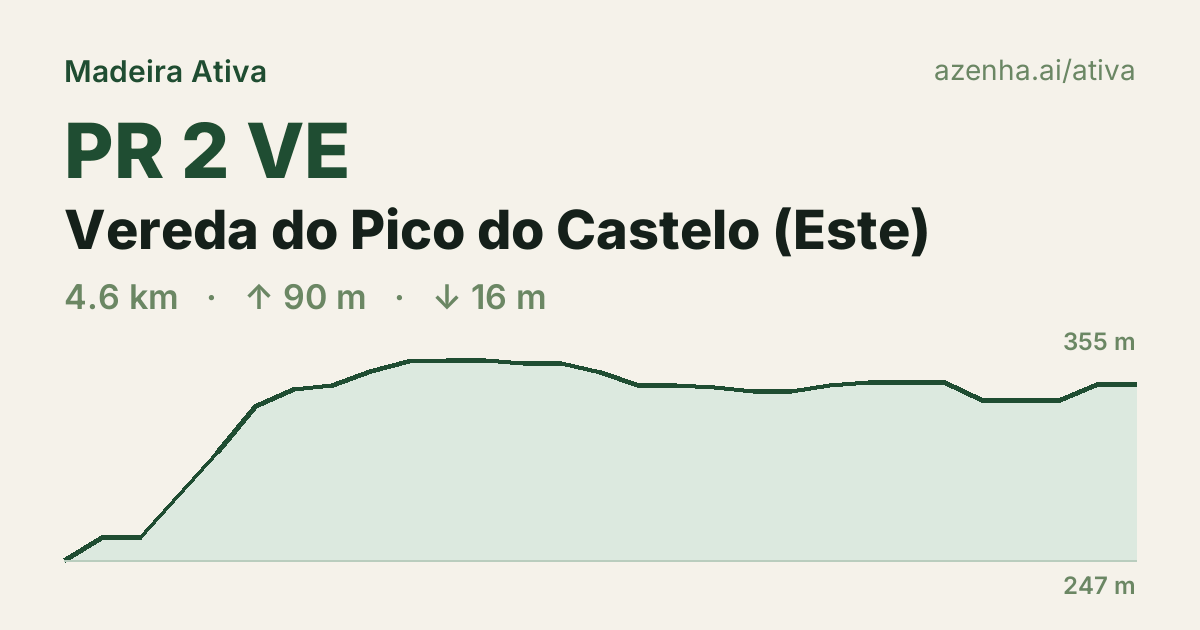 Madeira Ativa
azenha.ai/ativa
PR 2 VE
Vereda do Pico do Castelo (Este)
4.6 km · ↑ 90 m · ↓ 16 m
355 m
247 m